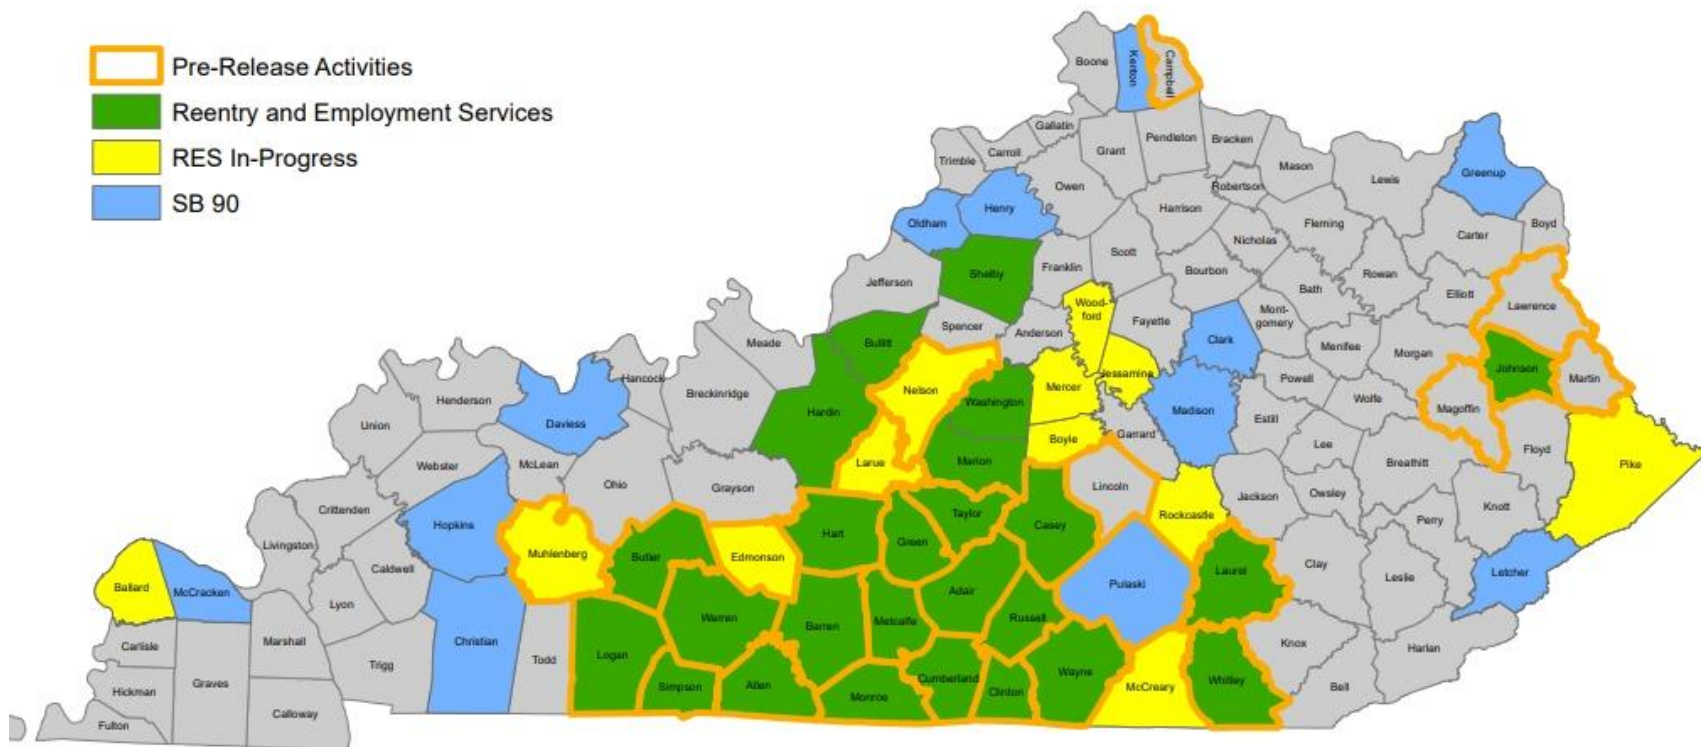 Pre-Release Activities
Reentry and Employment Services
RES In-Progress
SB 90
Boone
Kenton
Campbell
Gallatin
Carroll
Trimble
Grant
Pendleton
Bracken
Mason
Robertson
Lewis
Greenup
Owen
Henry
Oldham
Harrison
Fleming
Boyd
Carter
Nicholas
Scott
Franklin
Shelby
Jefferson
Bourbon
Rowan
Bath
Elliott
Lawrence
Wood-
ford
Fayette
Mont-
gomery
Spencer
Anderson
Clark
Menifee
Morgan
Johnson
Martin
Meade
Bullitt
Jessamine
Mercer
Nelson
Washington
Hancock
Breckinridge
Hardin
Henderson
Union
Daviess
Powell
Wolfe
Magoffin
Madison
Estill
Garrard
Boyle
Lee
Floyd
Pike
Breathitt
Webster
McLean
Ohio
Grayson
Larue
Marion
Lincoln
Rockcastle
Jackson
Owsley
Knott
Perry
Crittenden
Hopkins
Muhlenberg
Livingston
Butler
Edmonson
Hart
Green
Taylor
Casey
Caldwell
Ballard
McCracken
Lyon
Pulaski
Laurel
Clay
Leslie
Letcher
Adair
Russell
Warren
Barren
Metcalfe
Carlisle
Marshall
Christian
Todd
Logan
Trigg
Graves
Hickman
Fulton
Calloway
Simpson
Allen
Monroe
Cumberland
Clinton
Wayne
McCreary
Whitley
Knox
Bell
Harlan